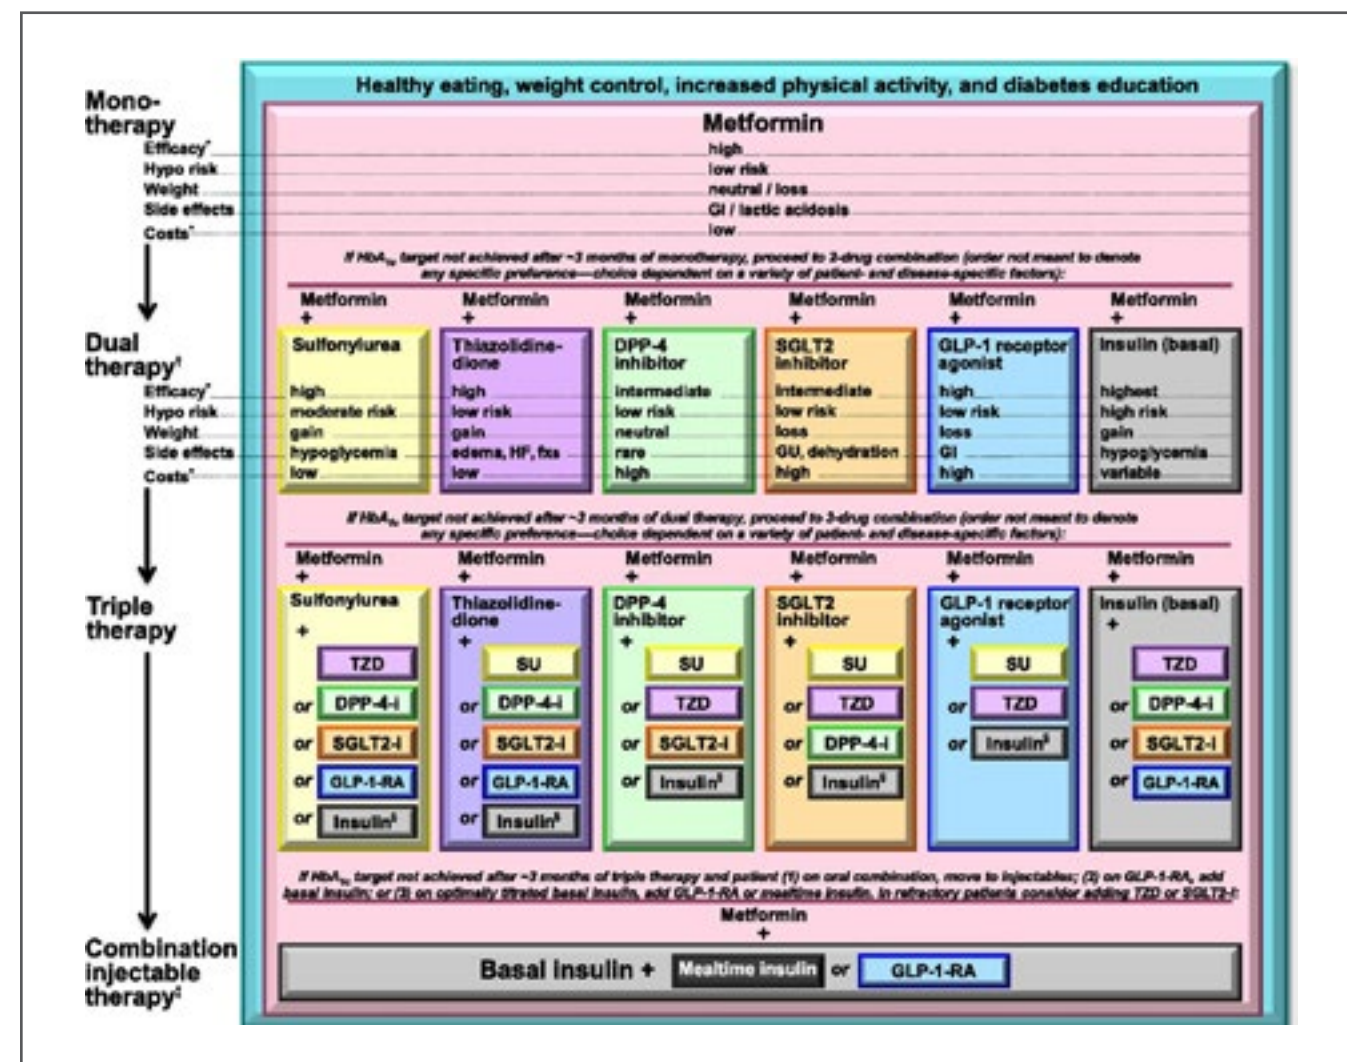 Healthy eating, weight control, increased physical activity, and diabetes education
Mono-
therapy
Metformin
Efficacy* high
Hypo risk low risk
Weight neutral / loss
Side effects GI / lactic acidosis
Costs* low
If HbA1c target not achieved after ~3 months of monotherapy, proceed to 2-drug combination (order not meant to denote
any specific preference—choice dependent on a variety of patient- and disease-specific factors):
Metformin Metformin Metformin Metformin Metformin Metformin
+ + + + + +
Dual
therapy†
Sulfonylurea Thiazolidine- DPP-4 SGLT2 GLP-1 receptor Insulin (basal)
dione inhibitor inhibitor agonist
Efficacy* high high intermediate intermediate high highest
Hypo risk moderate risk low risk low risk low risk low risk high risk
Weight gain gain neutral loss loss gain
Side effects hypoglycemia edema, HF, fxs rare GU, dehydration GI hypoglycemia
Costs* low low high high high variable
If HbA1c target not achieved after ~3 months of dual therapy, proceed to 3-drug combination (order not meant to denote
any specific preference—choice dependent on a variety of patient- and disease-specific factors):
Metformin Metformin Metformin Metformin Metformin Metformin
+ + + + + +
Triple
therapy
Sulfonylurea Thiazolidine- DPP-4 SGLT2 GLP-1 receptor Insulin (basal)
dione inhibitor inhibitor agonist
+ + + + + +
TZD SU SU SU SU TZD
or DPP-4-i or DPP-4-i or TZD or TZD or TZD or DPP-4-i
or SGLT2-i or SGLT2-i or SGLT2-i or DPP-4-i or Insulin§ or SGLT2-i
or GLP-1-RA or GLP-1-RA or Insulin§ or Insulin§ or GLP-1-RA
or Insulin§ or Insulin§
If HbA1c target not achieved after ~3 months of triple therapy and patient (1) on oral combination, move to injectables; (2) on GLP-1-RA, add
basal insulin; or (3) on optimally titrated basal insulin, add GLP-1-RA or mealtime insulin. In refractory patients consider adding TZD or SGLT2-i:
Metformin
+
Combination
injectable
therapy‡
Basal insulin + Mealtime insulin or GLP-1-RA